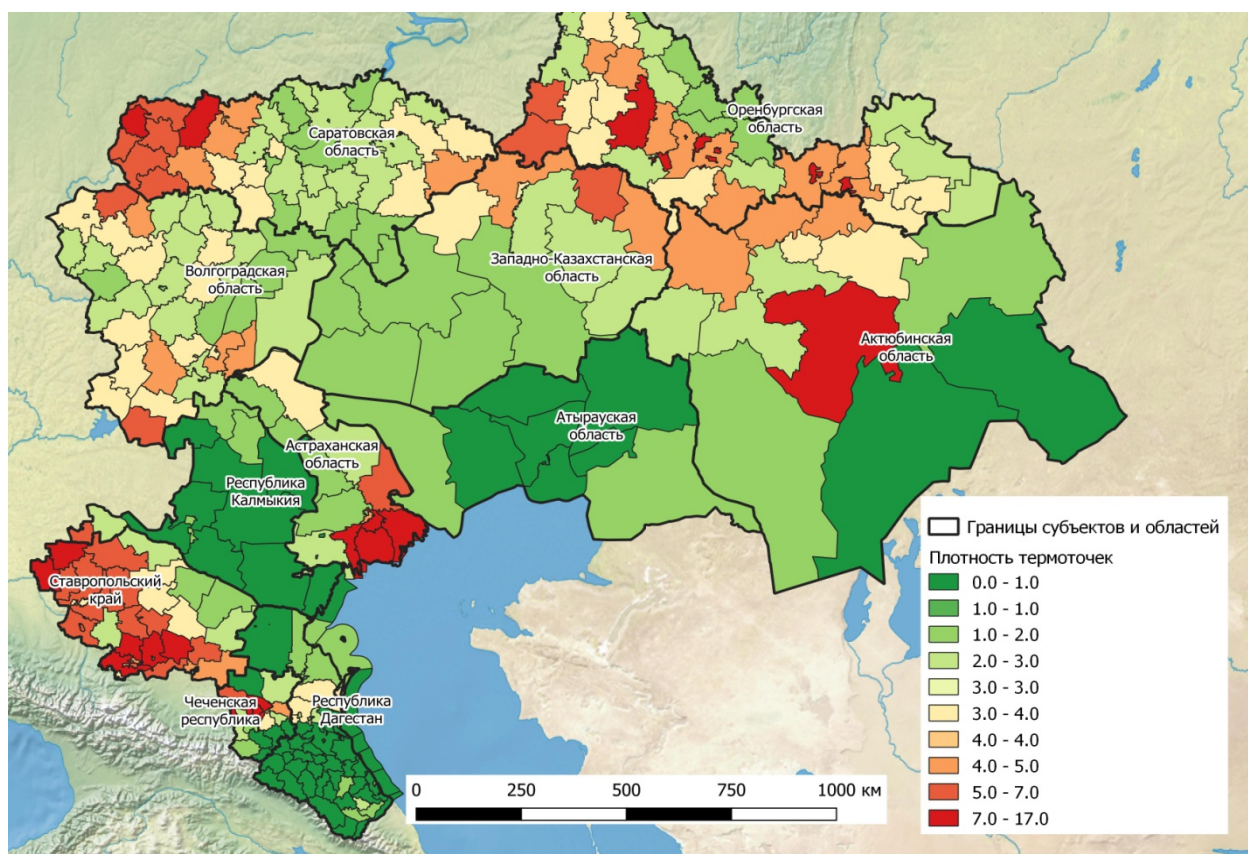 Оренбургская
область
Саратовская
область
Волгоградская
область
Западно-Казахстанская
область
Актюбинская
область
Атырауская
область
Астраханская
область
Республика
Калмыкия
Ставропольский
край
Чеченская
республика
Республика
Дагестан
Границы субъектов и областей
Плотность термоточек
0.0 - 1.0
1.0 - 1.0
1.0 - 2.0
2.0 - 3.0
3.0 - 3.0
3.0 - 4.0
4.0 - 4.0
4.0 - 5.0
5.0 - 7.0
7.0 - 17.0
0 250 500 750 1000 км